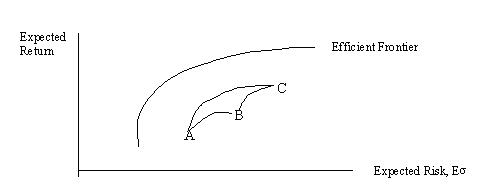 Expected
Return
Efficient Frontier
C
B
A
Expected Risk, Eσ